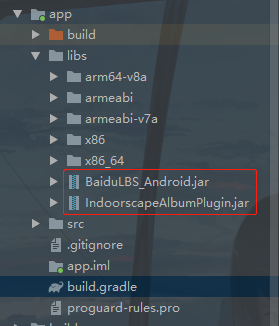 app
build
libs
arm64-v8a
armeabi
armeabi-v7a
x86
x86_64
BaiduLBS_Android.jar
IndoorscapeAlbumPlugin.jar
src
.gitignore
app.iml
build.gradle
proguard-rules.pro